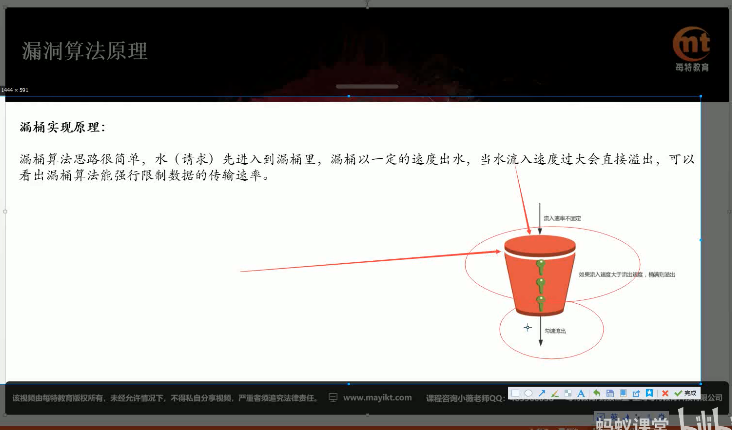 漏洞算法原理
mt
每特教育
1444 × 591
漏桶实现原理：
漏桶算法思路很简单，水（请求）先进入到漏桶里，漏桶以一定的速度出水，当水流入速度过大会直接溢出，可以
看出漏桶算法能强行限制数据的传输速率。
流入速率不固定
如果流入速度大于流出速度，桶满则溢出
匀速流出
完成
该视频由每特教育版权所有，未经允许情况下，不得私自分享视频，严重者须追究法律责任。
www.mayikt.com
课程咨询小薇老师QQ：
有限公司
蚂蚁课堂
bilibili